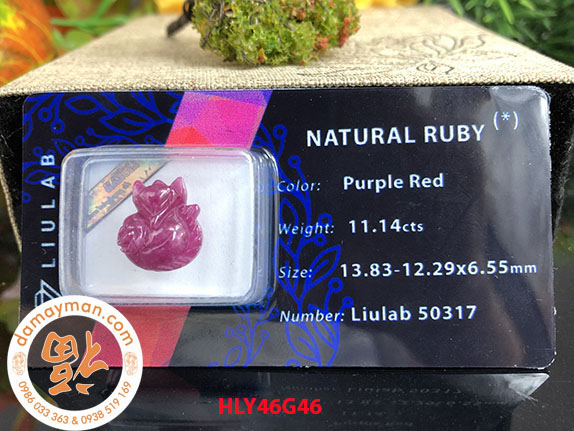 NATURAL RUBY (*)
Color: Purple Red
Weight: 11.14cts
Size: 13.83-12.29x6.55mm
Number: Liulab 50317
LIULAB
damayman.com
福
0986 033 363 & 0938 519 169
HLY46G46